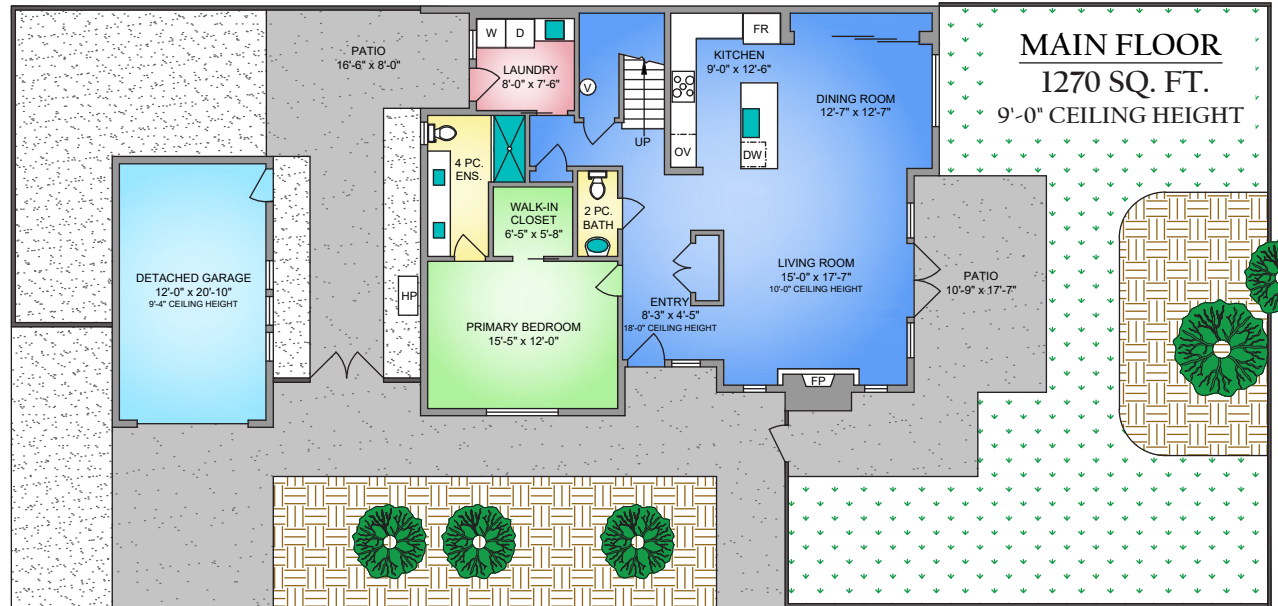 MAIN FLOOR
1270 SQ. FT.
9'-0" CEILING HEIGHT
PATIO
16'-6" x 8'-0"
W
D
LAUNDRY
8'-0" x 7'-6"
V
UP
FR
KITCHEN
9'-0" x 12'-6"
OV
DW
DINING ROOM
12'-7" x 12'-7"
4 PC.
ENS.
WALK-IN
CLOSET
6'-5" x 5'-8"
2 PC.
BATH
DETACHED GARAGE
12'-0" x 20'-10"
9'-4" CEILING HEIGHT
HP
PRIMARY BEDROOM
15'-5" x 12'-0"
ENTRY
8'-3" x 4'-5"
18'-0" CEILING HEIGHT
LIVING ROOM
15'-0" x 17'-7"
10'-0" CEILING HEIGHT
FP
PATIO
10'-9" x 17'-7"